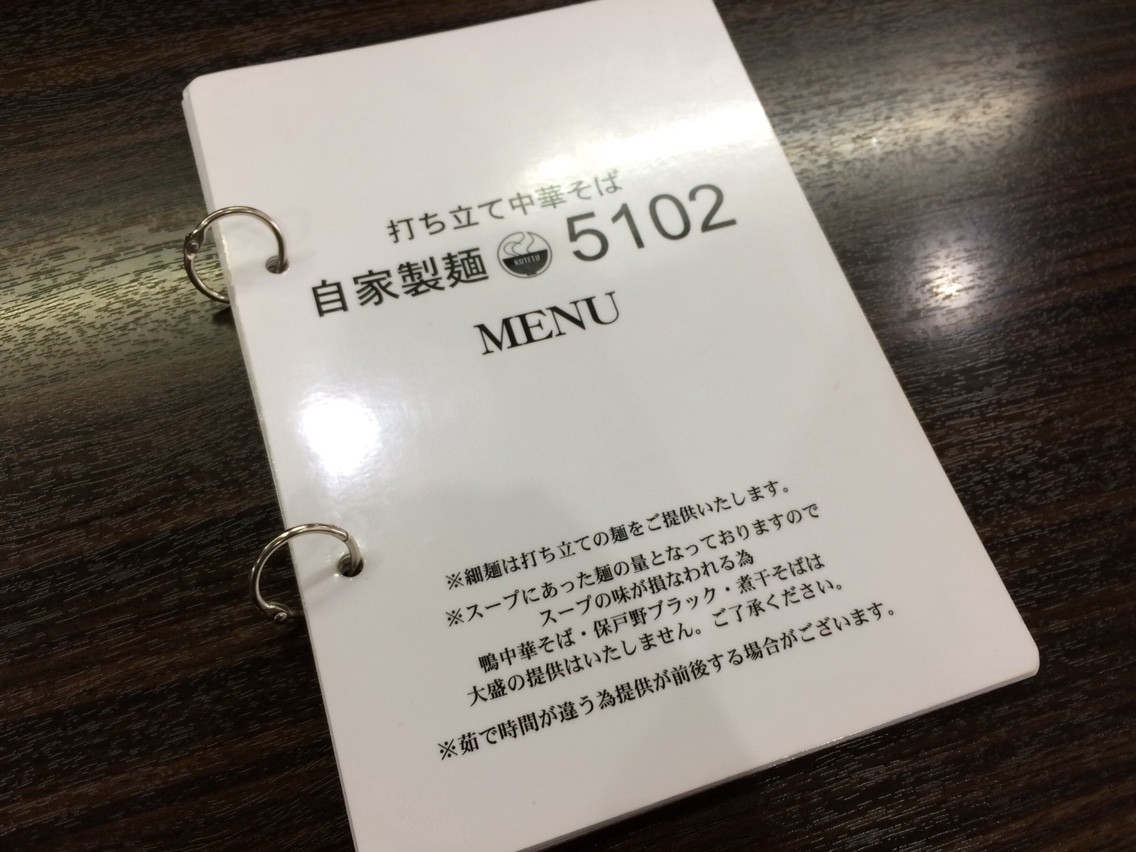 打ち立て中華そば
自家製麺 5102
MENU
※細麺は打ち立ての麺をご提供いたします。
※スープにあった麺の量となっておりますので
スープの味が損なわれる為
鴨中華そば・保戸野ブラック・煮干そばは
大盛の提供はいたしません。ご了承ください。
※茹で時間が違う為提供が前後する場合がございます。